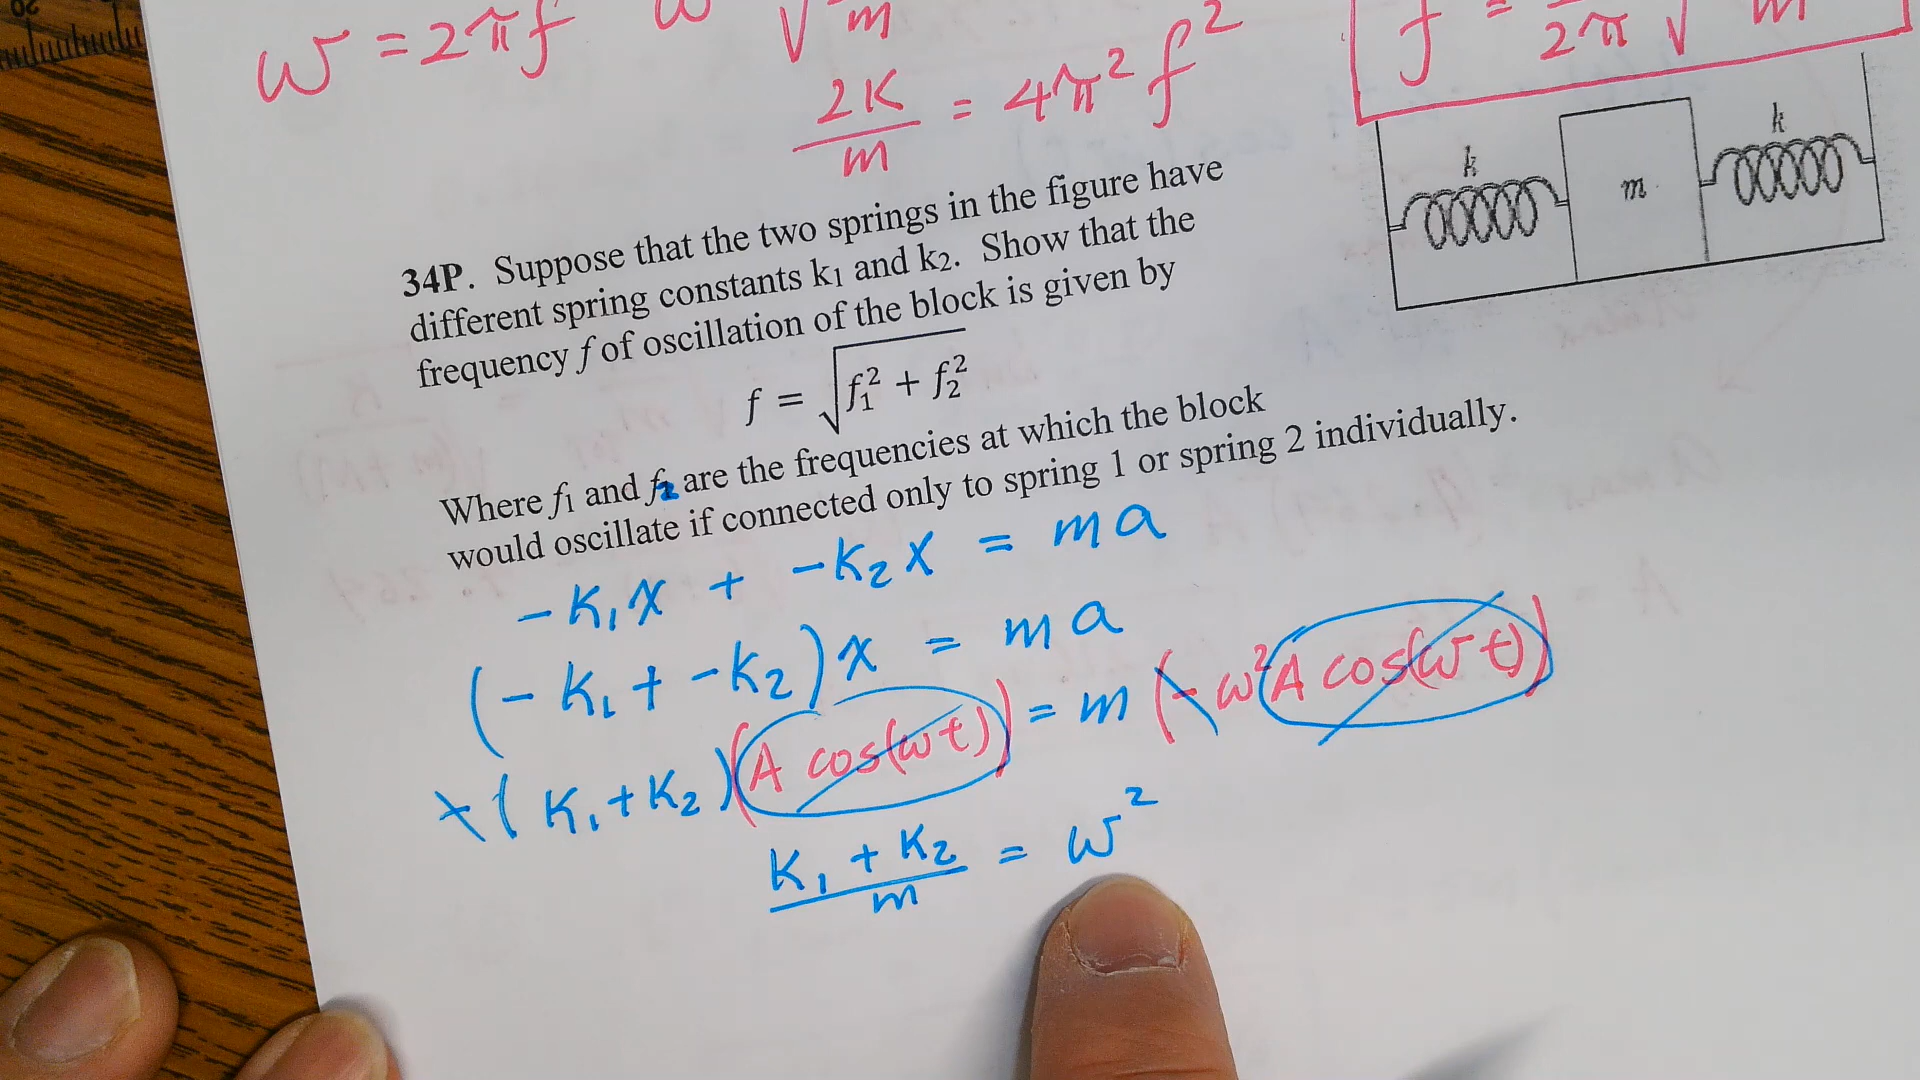 ω = 2πf ω √ m
2K/m = 4π² f²
f = 2π √ m
k m k
34P. Suppose that the two springs in the figure have
different spring constants k1 and k2. Show that the
frequency f of oscillation of the block is given by
f = √(f₁² + f₂²)
Where f1 and f2 are the frequencies at which the block
would oscillate if connected only to spring 1 or spring 2 individually.
-K₁x + -K₂x = ma
(-K₁ + -K₂)x = ma
-(K₁+K₂)(A cos(ωt)) = m(-ω²A cos(ωt))
K₁ + K₂/m = ω²